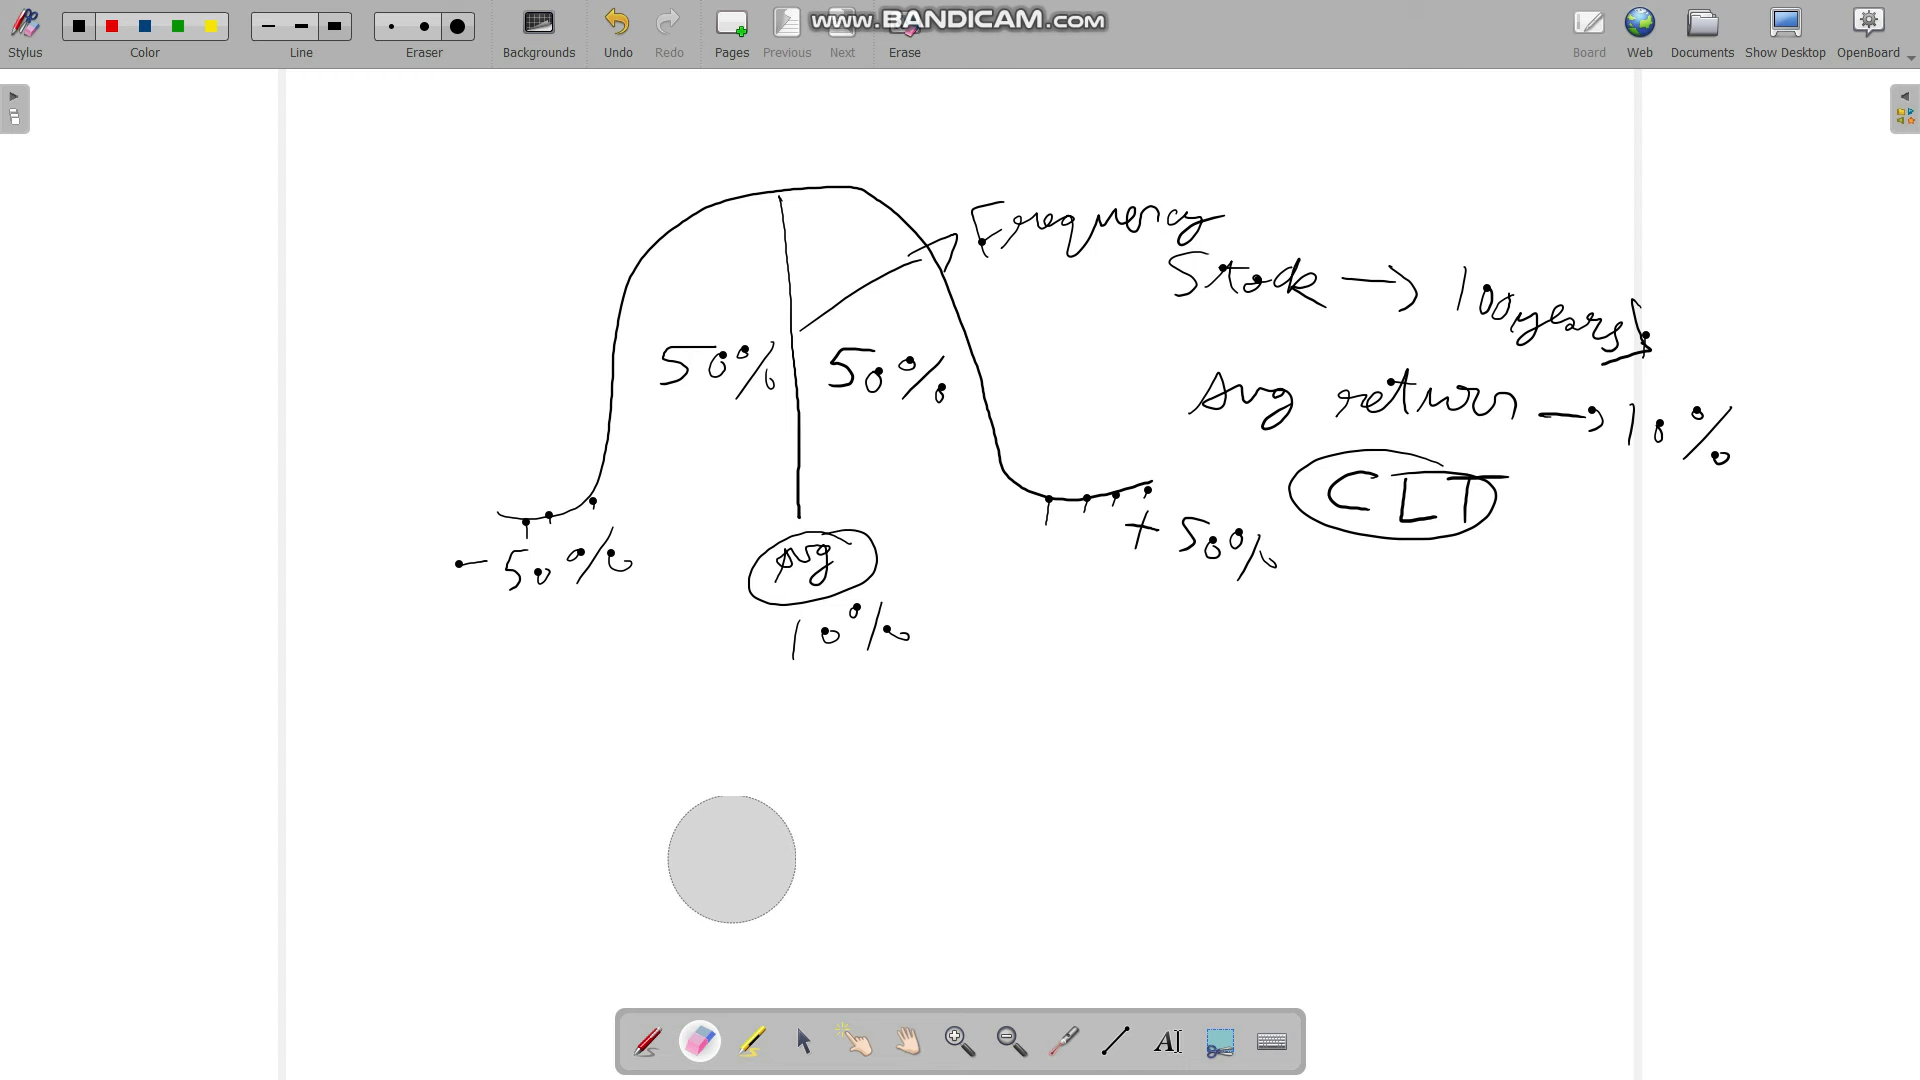 www.BANDICAM.com
Stylus Color Line Eraser Backgrounds Undo Redo Pages Previous Next Erase Board Web Documents Show Desktop OpenBoard
Frequency
Stock → 100 years
50% 50%
Avg return → 10%
CLT
- 50% Avg + 50%
10%